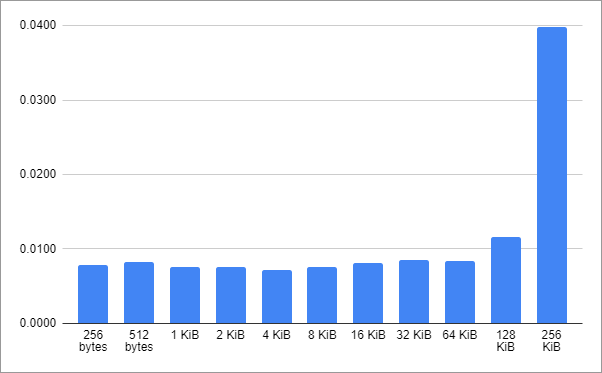 0.0400
0.0300
0.0200
0.0100
0.0000
256 bytes
512 bytes
1 KiB
2 KiB
4 KiB
8 KiB
16 KiB
32 KiB
64 KiB
128 KiB
256 KiB